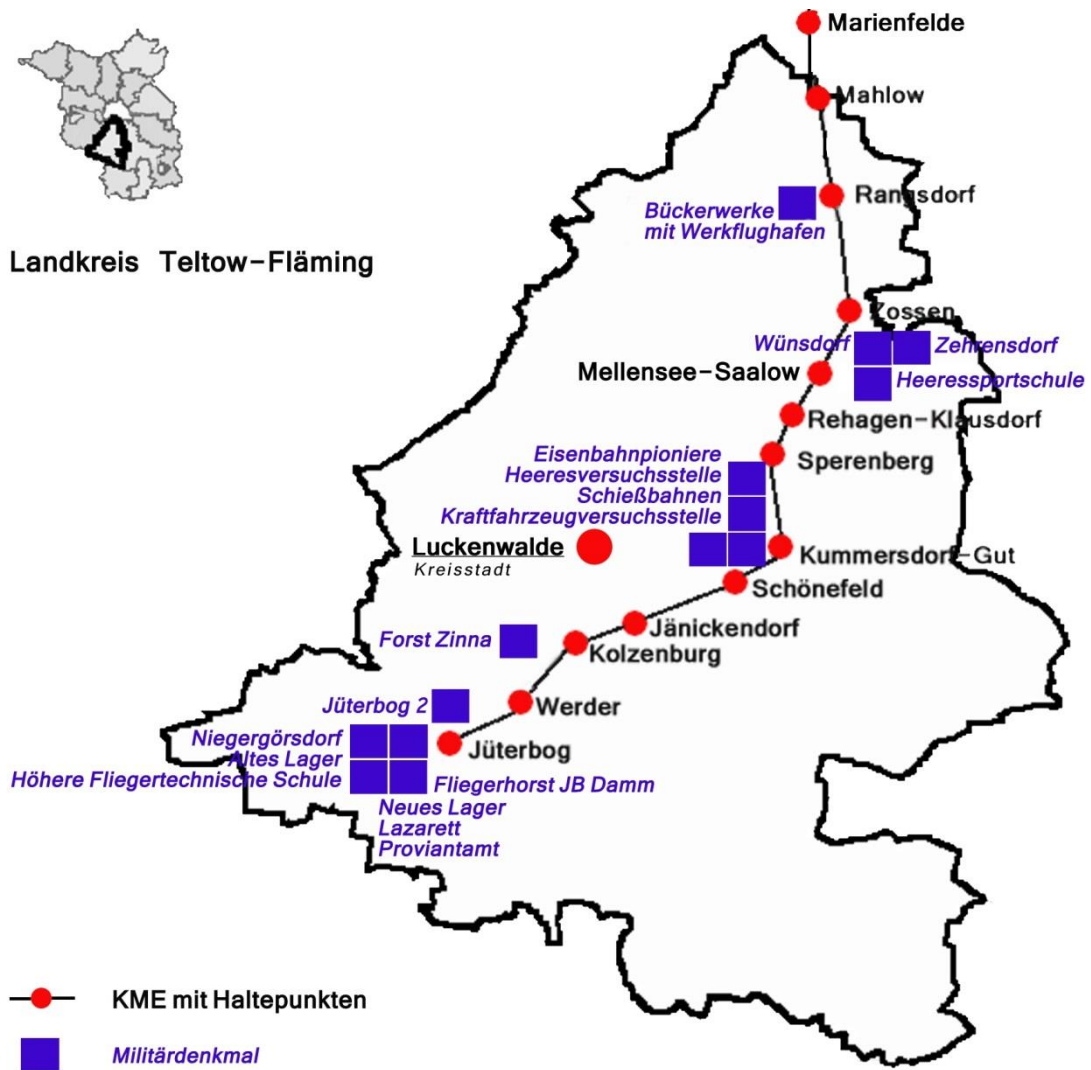 Marienfelde
Mahlow
Rangsdorf
Bückerwerke
mit Werkflughafen
Landkreis Teltow-Fläming
Zossen
Wünsdorf
Zehrensdorf
Mellensee-Saalow
Heeressportschule
Rehagen-Klausdorf
Eisenbahnpioniere
Sperenberg
Heeresversuchsstelle
Schießbahnen
Kraftfahrzeugversuchsstelle
Luckenwalde
Kreisstadt
Kummersdorf-Gut
Schönefeld
Jänickendorf
Forst Zinna
Kolzenburg
Jüterbog 2
Werder
Niegergörsdorf
Jüterbog
Altes Lager
Höhere Fliegertechnische Schule
Fliegerhorst JB Damm
Neues Lager
Lazarett
Proviantamt
KME mit Haltepunkten
Militärdenkmal